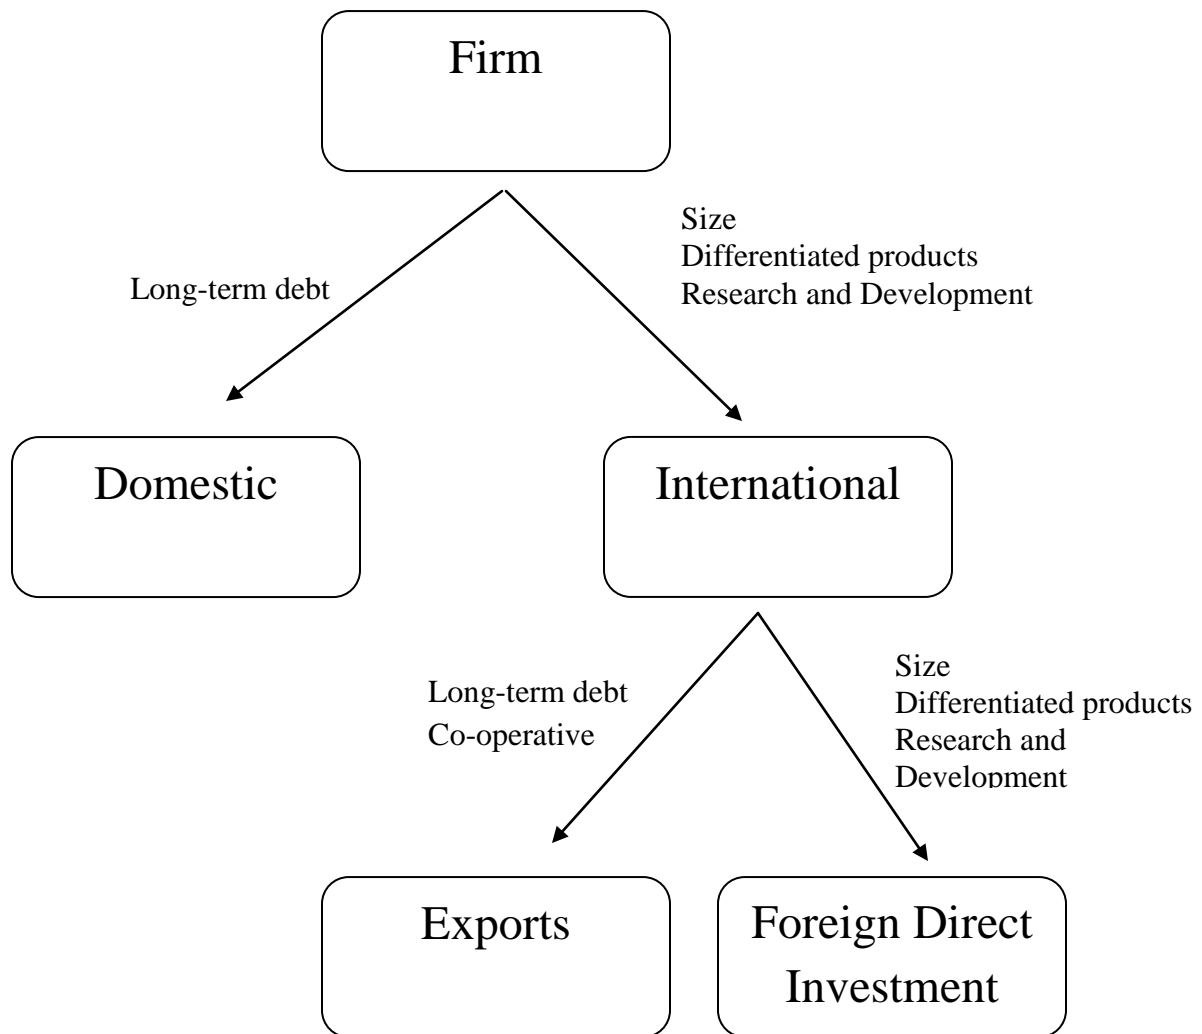 Firm
Size
Differentiated products
Research and Development
Long-term debt
Domestic
International
Long-term debt
Co-operative
Size
Differentiated products
Research and
Development
Exports
Foreign Direct
Investment